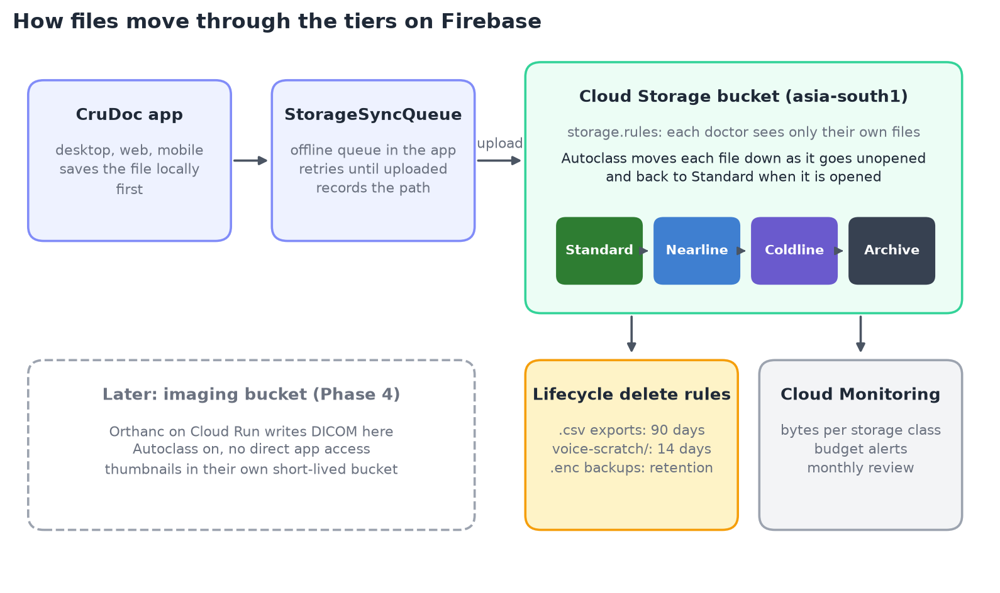 How files move through the tiers on Firebase
CruDoc app
desktop, web, mobile
saves the file locally
first
StorageSyncQueue
offline queue in the app
retries until uploaded
records the path
upload
Cloud Storage bucket (asia-south1)
storage.rules: each doctor sees only their own files
Autoclass moves each file down as it goes unopened
and back to Standard when it is opened
Standard
Nearline
Coldline
Archive
Later: imaging bucket (Phase 4)
Orthanc on Cloud Run writes DICOM here
Autoclass on, no direct app access
thumbnails in their own short-lived bucket
Lifecycle delete rules
.csv exports: 90 days
voice-scratch/: 14 days
.enc backups: retention
Cloud Monitoring
bytes per storage class
budget alerts
monthly review